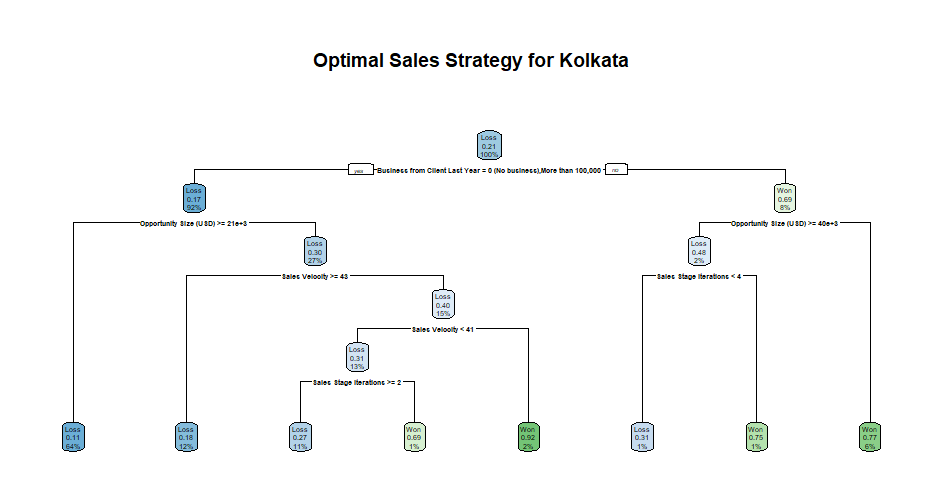 Optimal Sales Strategy for Kolkata
Loss
0.21
100%
yes
Business from Client Last Year = 0 (No business),More than 100,000
no
Loss
0.17
92%
Won
0.69
8%
Opportunity Size (USD) >= 21e+3
Opportunity Size (USD) >= 40e+3
Loss
0.30
27%
Loss
0.48
2%
Sales Velocity >= 43
Sales Stage Iterations < 4
Loss
0.40
15%
Sales Velocity < 41
Loss
0.31
13%
Sales Stage Iterations >= 2
Loss
0.11
64%
Loss
0.18
12%
Loss
0.27
11%
Won
0.69
1%
Won
0.92
2%
Loss
0.31
1%
Won
0.75
1%
Won
0.77
6%